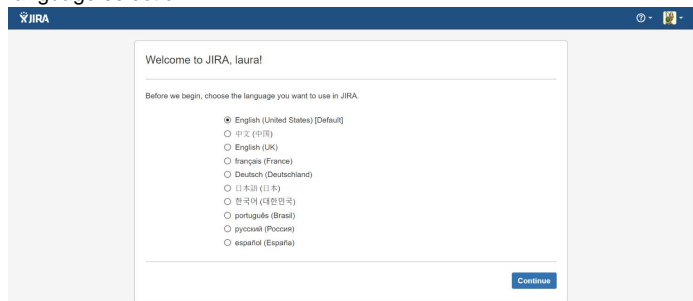 JIRA
Welcome to JIRA, laura!
Before we begin, choose the language you want to use in JIRA.
English (United States) [Default]
中文 (中国)
English (UK)
français (France)
Deutsch (Deutschland)
日本語 (日本)
한국어 (대한민국)
português (Brasil)
русский (Россия)
español (España)
Continue